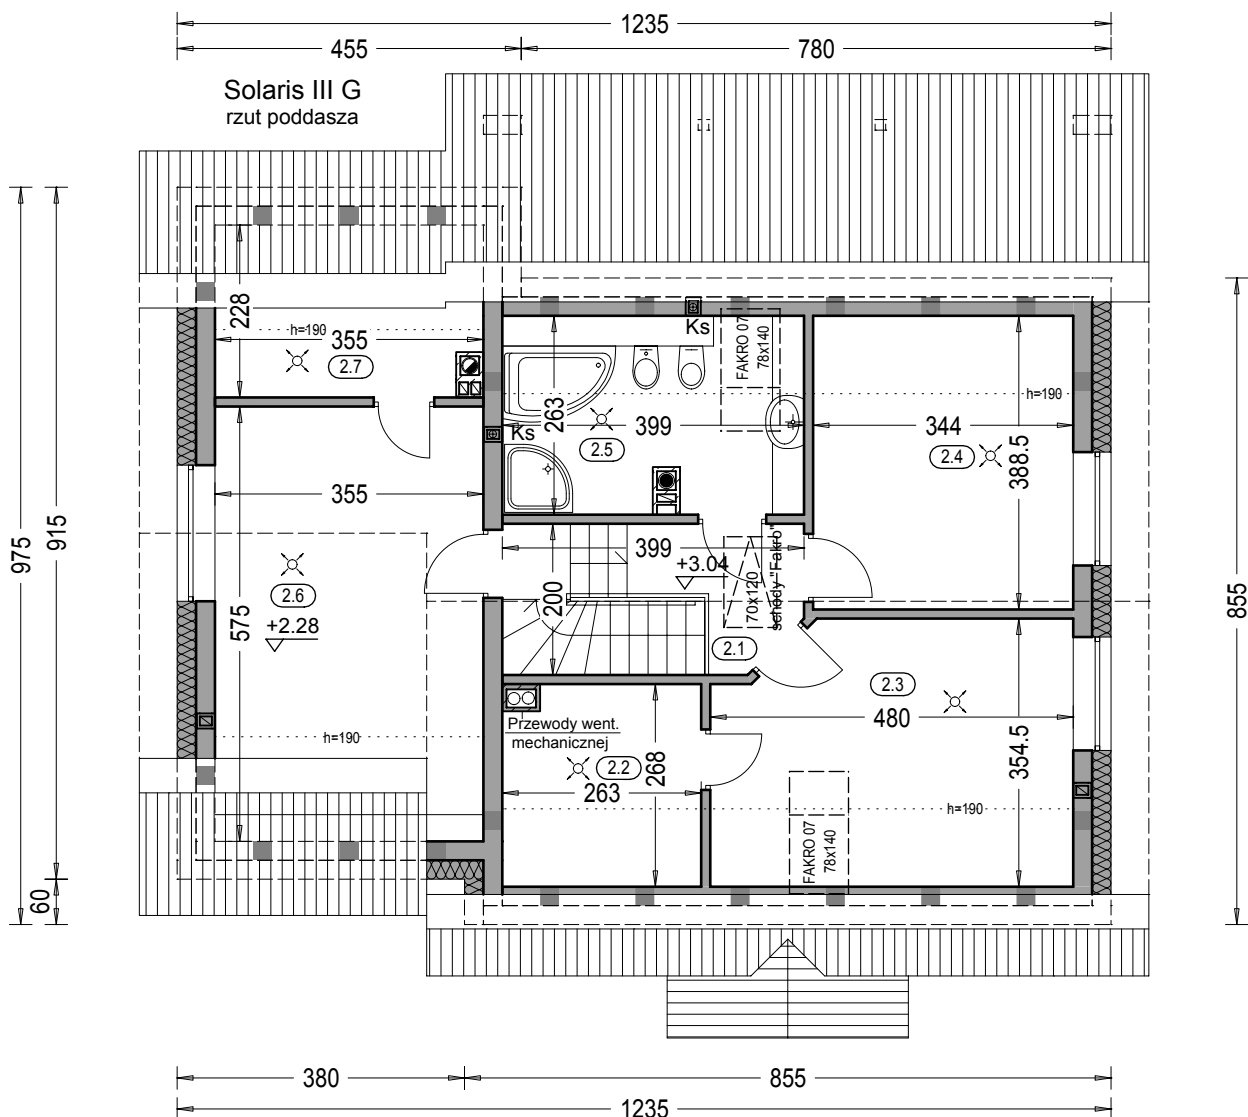 1235
455
780
Solaris III G
rzut poddasza
975
915
60
855
228
h=190
355
2.7
Ks
FAKRO 07
78x140
263
Ks
399
2.5
h=190
344
2.4
388.5
355
399
+3.04
70x120
schody "Fakro"
200
2.6
575
+2.28
2.1
2.3
480
354.5
Przewody went.
mechanicznej
h=190
2.2
268
263
h=190
FAKRO 07
78x140
380
855
1235